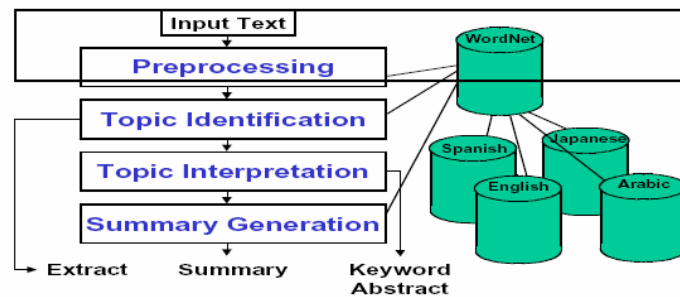 Input Text
Preprocessing
Topic Identification
Topic Interpretation
Summary Generation
Extract
Summary
Keyword
Abstract
WordNet
Spanish
Japanese
English
Arabic